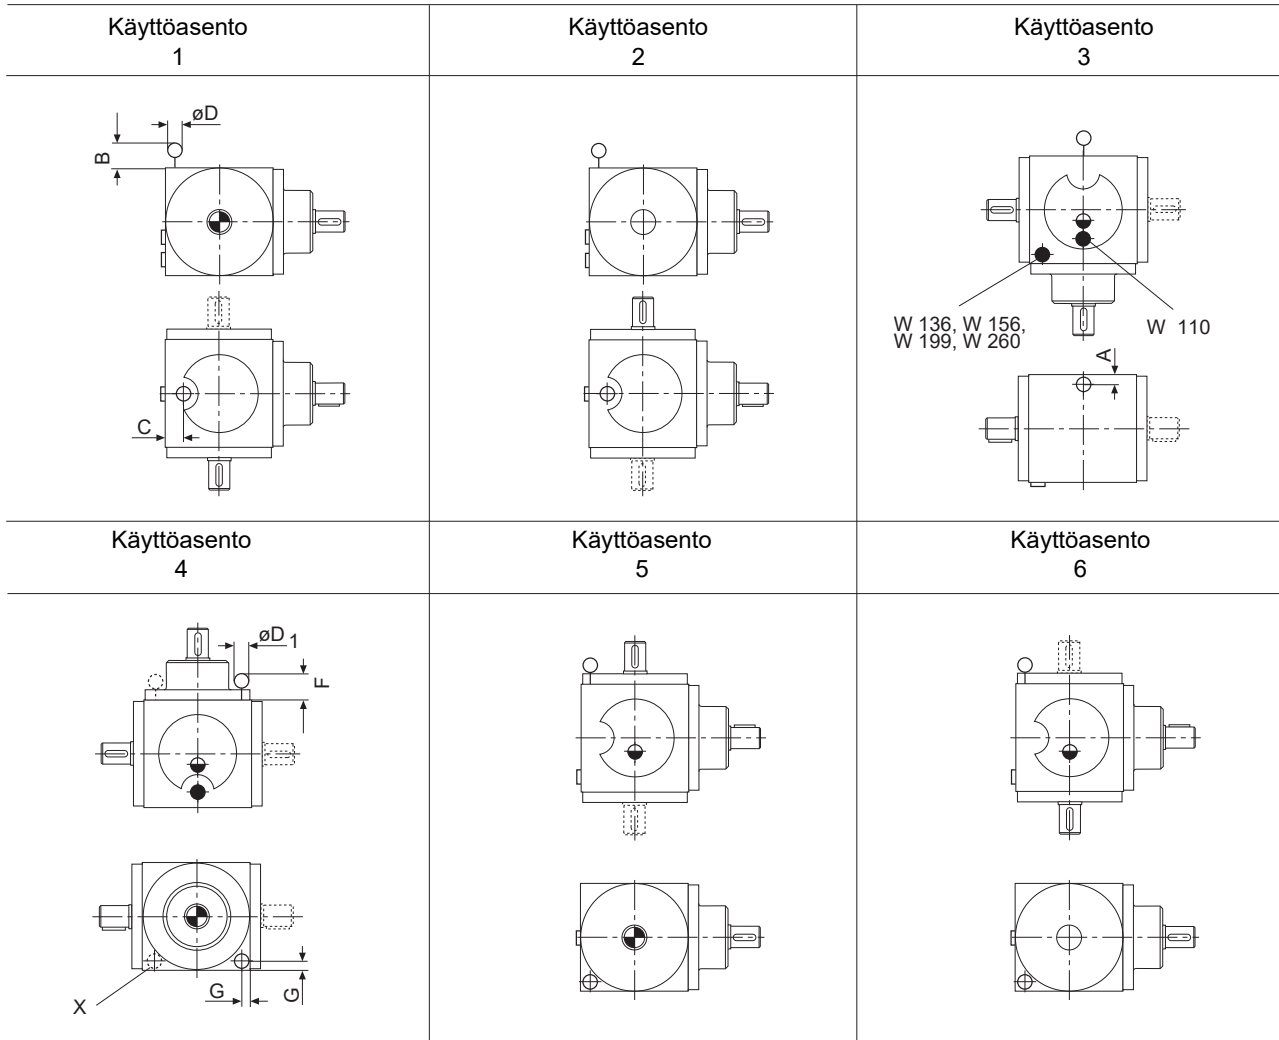 Käyttöasento
1
Käyttöasento
2
Käyttöasento
3
øD
B
C
W 136, W 156,
W 199, W 260
W 110
A
Käyttöasento
4
Käyttöasento
5
Käyttöasento
6
øD 1
F
X
G
G